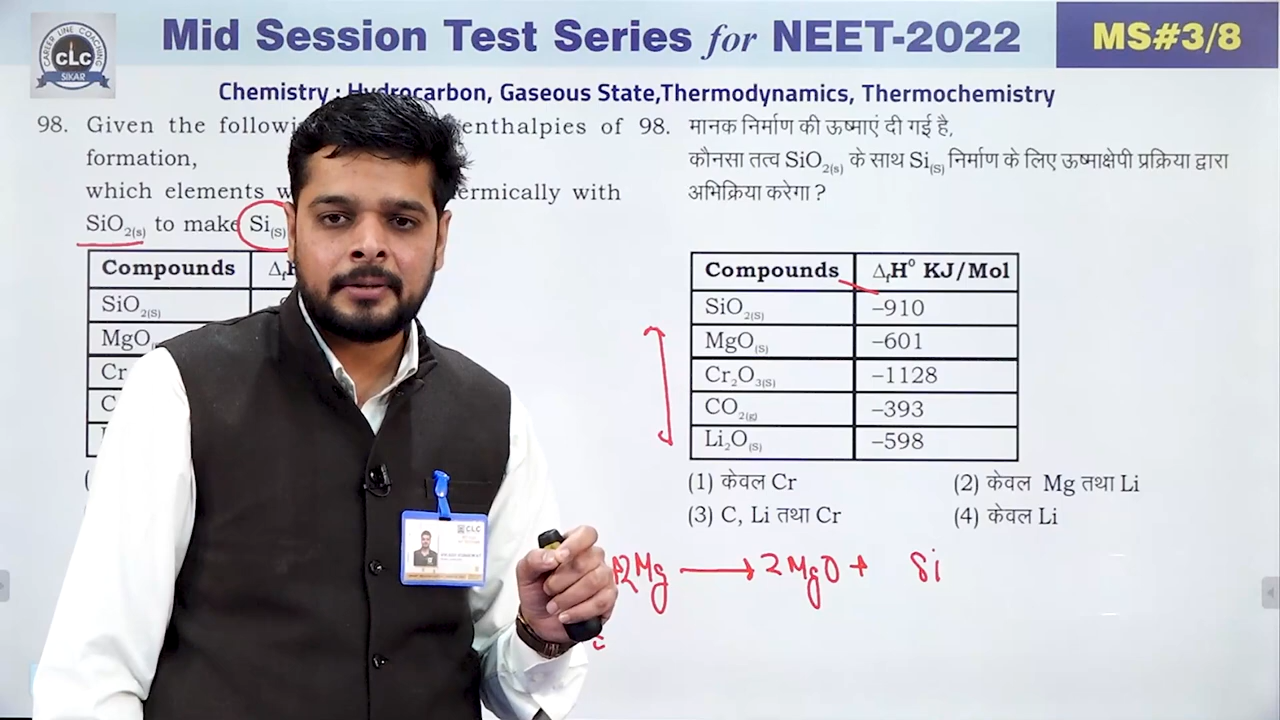 CAREER LINE COACHING
CLC
SIKAR
Mid Session Test Series for NEET-2022
MS#3/8
Chemistry : Hydrocarbon, Gaseous State,Thermodynamics, Thermochemistry
98. Given the enthalpies of
formation,
which elements with
SiO₂₍s₎ to make Si₍S₎
Compounds
SiO₂₍S₎
MgO
Cr
98. मानक निर्माण की ऊष्माएं दी गई है,
कौनसा तत्व SiO₂₍s₎ के साथ Si₍S₎ निर्माण के लिए ऊष्माक्षेपी प्रक्रिया द्वारा
अभिक्रिया करेगा ?
Compounds ΔfH⁰ KJ/Mol
SiO₂₍S₎ –910
MgO₍S₎ –601
Cr₂O₃₍S₎ –1128
CO₂₍g₎ –393
Li₂O₍S₎ –598
(1) केवल Cr (2) केवल Mg तथा Li
(3) C, Li तथा Cr (4) केवल Li
+2Mg ⟶ 2MgO + Si
CLC